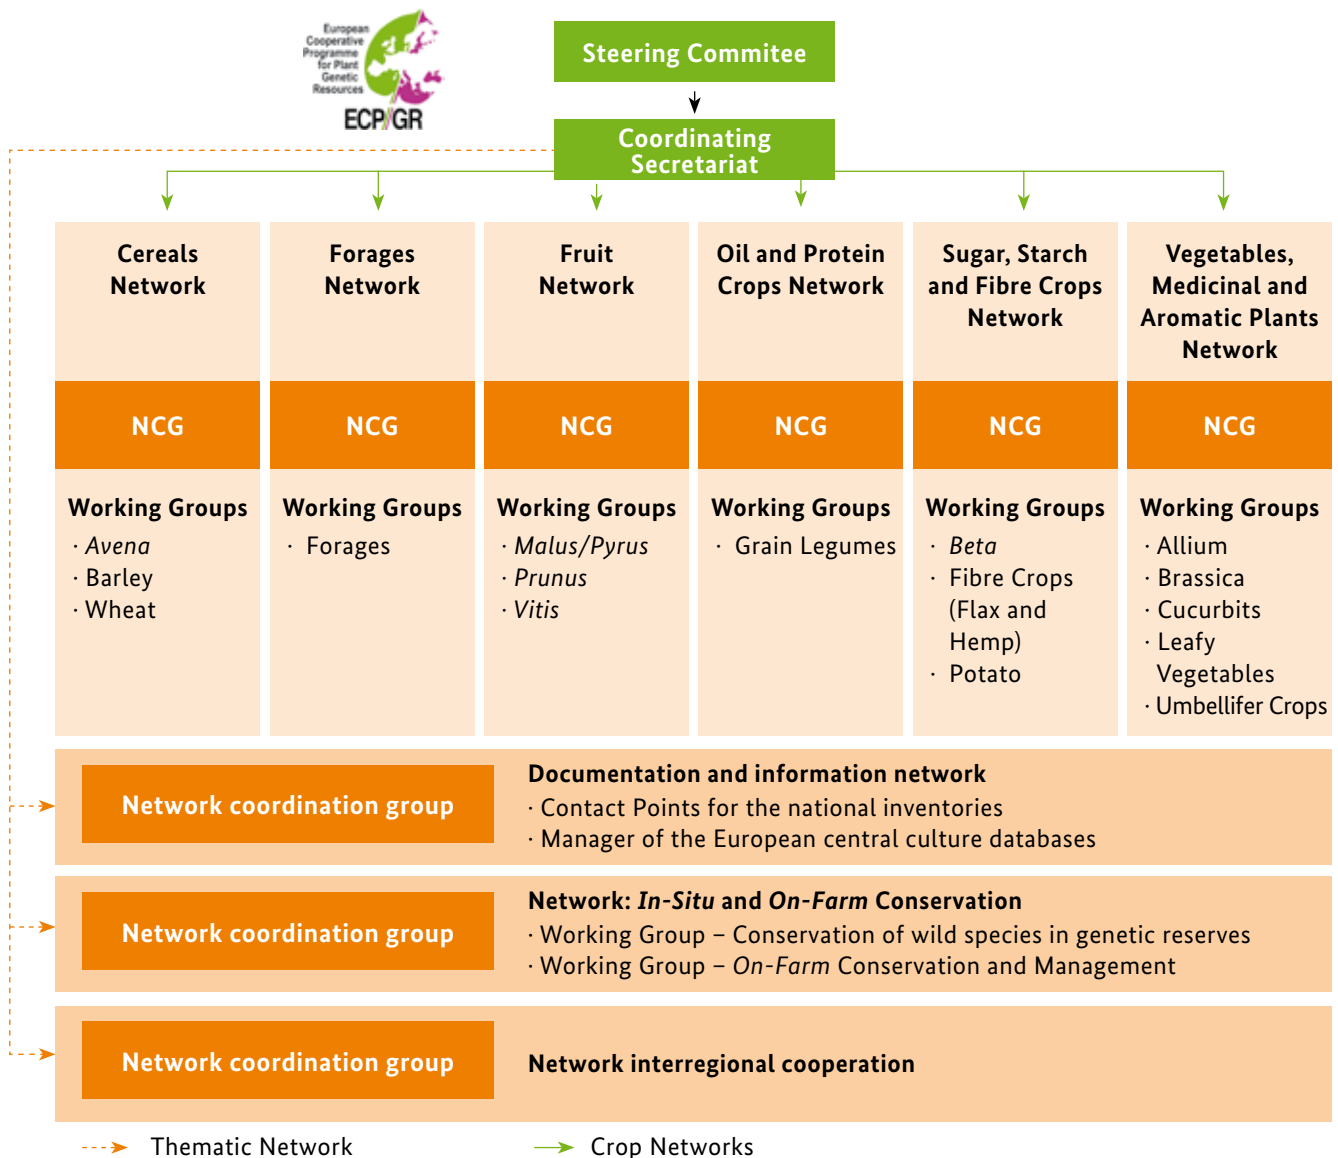 European
Cooperative
Programme
for Plant
Genetic
Resources
ECP/GR
Steering Commitee
Coordinating
Secretariat
Cereals
Network
Forages
Network
Fruit
Network
Oil and Protein
Crops Network
Sugar, Starch
and Fibre Crops
Network
Vegetables,
Medicinal and
Aromatic Plants
Network
NCG
NCG
NCG
NCG
NCG
NCG
Working Groups
· Avena
· Barley
· Wheat
Working Groups
· Forages
Working Groups
· Malus/Pyrus
· Prunus
· Vitis
Working Groups
· Grain Legumes
Working Groups
· Beta
· Fibre Crops
(Flax and
Hemp)
· Potato
Working Groups
· Allium
· Brassica
· Cucurbits
· Leafy
Vegetables
· Umbellifer Crops
Network coordination group
Documentation and information network
· Contact Points for the national inventories
· Manager of the European central culture databases
Network coordination group
Network: In-Situ and On-Farm Conservation
· Working Group – Conservation of wild species in genetic reserves
· Working Group – On-Farm Conservation and Management
Network coordination group
Network interregional cooperation
Thematic Network
Crop Networks